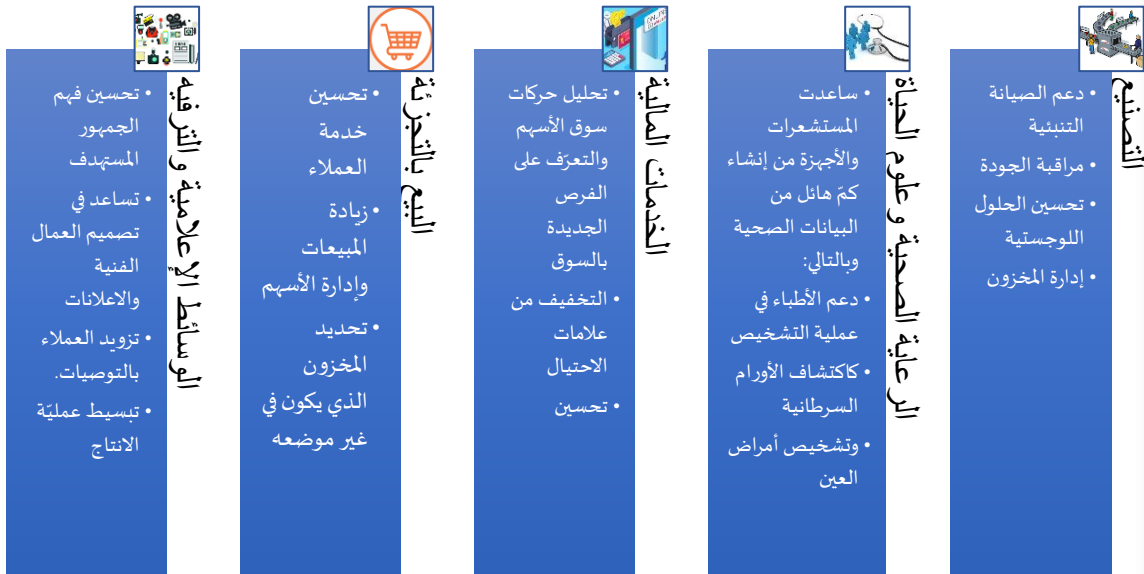 التصنيع
• دعم الصيانة
التنبئية
• مراقبة الجودة
• تحسين الحلول
اللوجستية
• إدارة المخزون
الرعاية الصحية وعلوم الحياة
• ساعدت
المستشعرات
والأجهزة من إنشاء
كمّ هائل من
البيانات الصحية
وبالتالي:
• دعم الأطباء في
عملية التشخيص
• كاكتشاف الأورام
السرطانية
• وتشخيص أمراض
العين
الخدمات المالية
• تحليل حركات
سوق الأسهم
والتعرّف على
الفرص
الجديدة
بالسوق
• التخفيف من
علامات
الاحتيال
• تحسين
البيع بالتجزئة
• تحسين
خدمة
العملاء
• زيادة
المبيعات
وإدارة الأسهم
• تحديد
المخزون
الذي يكون في
غير موضعه
الوسائط الإعلامية والترفيه
• تحسين فهم
الجمهور
المستهدف
• تساعد في
تصميم العمال
الفنية
والاعلانات
• تزويد العملاء
بالتوصيات.
• تبسيط عمليّة
الانتاج